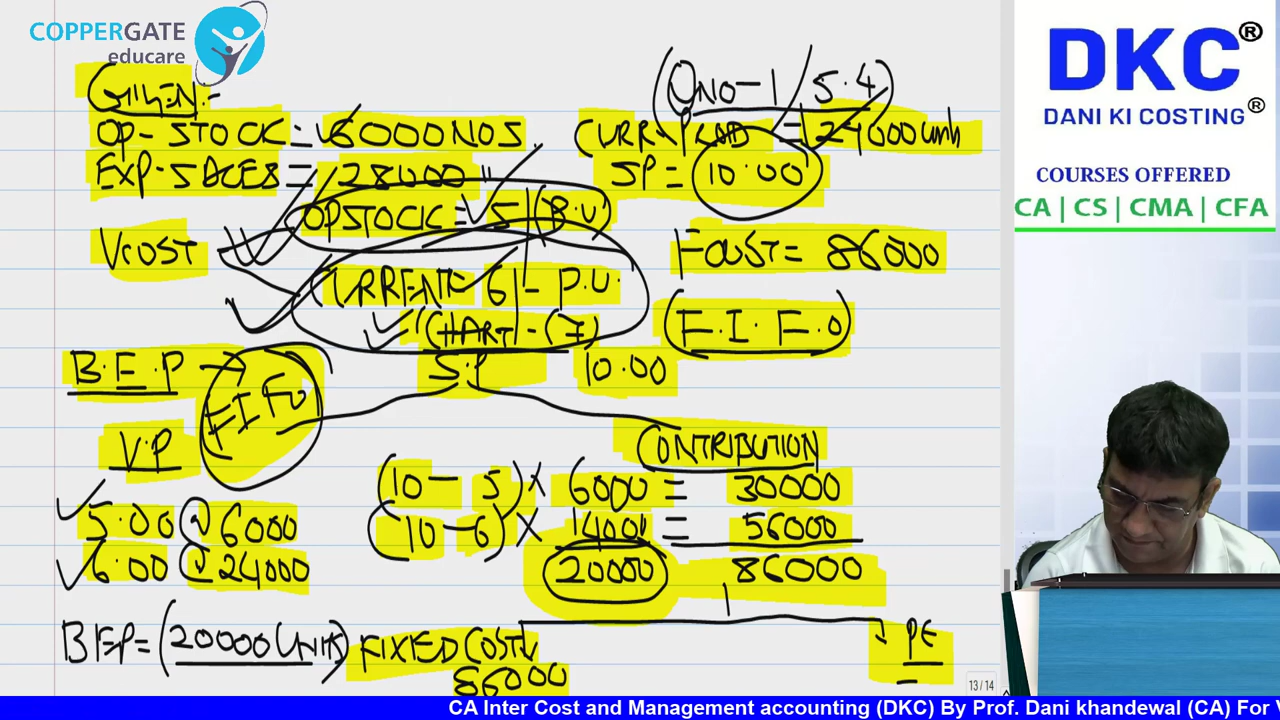 COPPERGATE
educare
GIVEN:-
(QNO-1/5.4)
OP-STOCK = 6000 NOS
CURR. PROD = 24000 units
EXP-SALES = 28000 "
SP = 10.00
OPSTOCK = 5/- (P.U)
V COST
F COST = 86000
CURRENT = 6/- P.U.
CHART - (7)
(F.I.F.O)
B.E.P → FIFO
S.P 10.00
V.P
CONTRIBUTION
5.00 @ 6000
(10 - 5) × 6000 = 30000
6.00 @ 24000
(10 - 6) × 14000 = 56000
20000 86000
BEP = (20000 UNITS)
FIXED COST
86000
13 / 14
DKC®
DANI KI COSTING
COURSES OFFERED
CA | CS | CMA | CFA
CA Inter Cost and Management accounting (DKC) By Prof. Dani khandewal (CA) For